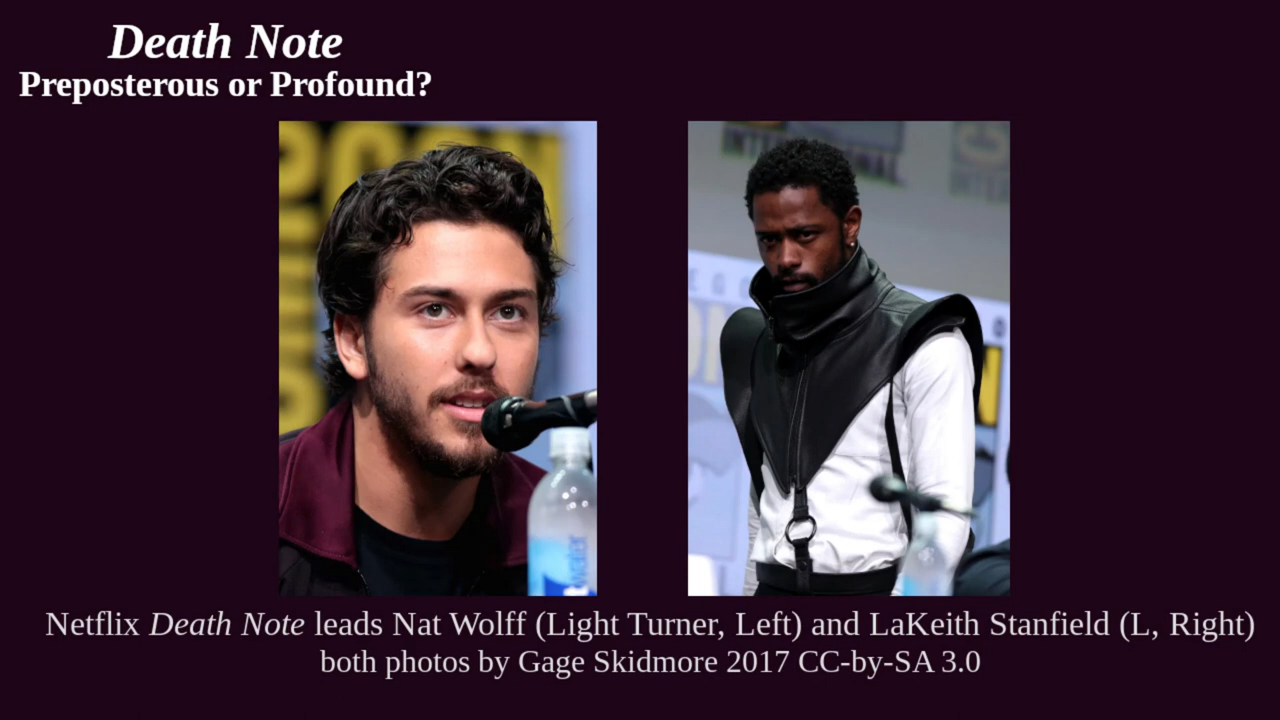 Death Note
Preposterous or Profound?
Netflix Death Note leads Nat Wolff (Light Turner, Left) and LaKeith Stanfield (L, Right)
both photos by Gage Skidmore 2017 CC-by-SA 3.0